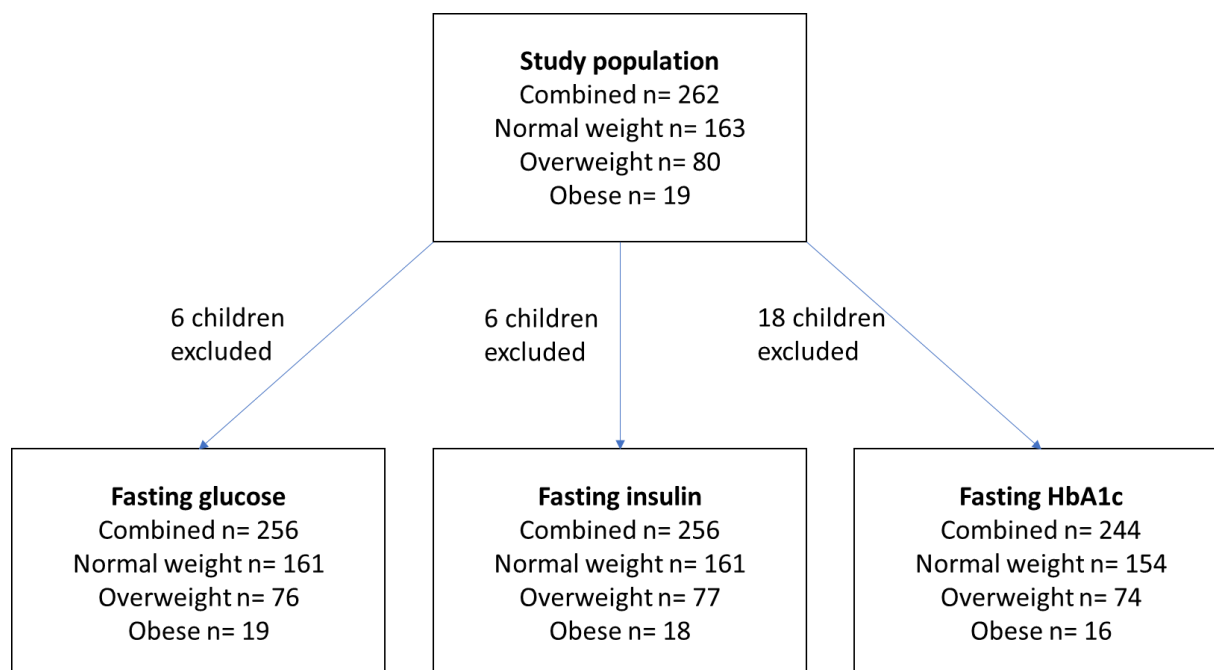 Study population
Combined n= 262
Normal weight n= 163
Overweight n= 80
Obese n= 19
6 children
excluded
6 children
excluded
18 children
excluded
Fasting glucose
Combined n= 256
Normal weight n= 161
Overweight n= 76
Obese n= 19
Fasting insulin
Combined n= 256
Normal weight n= 161
Overweight n= 77
Obese n= 18
Fasting HbA1c
Combined n= 244
Normal weight n= 154
Overweight n= 74
Obese n= 16